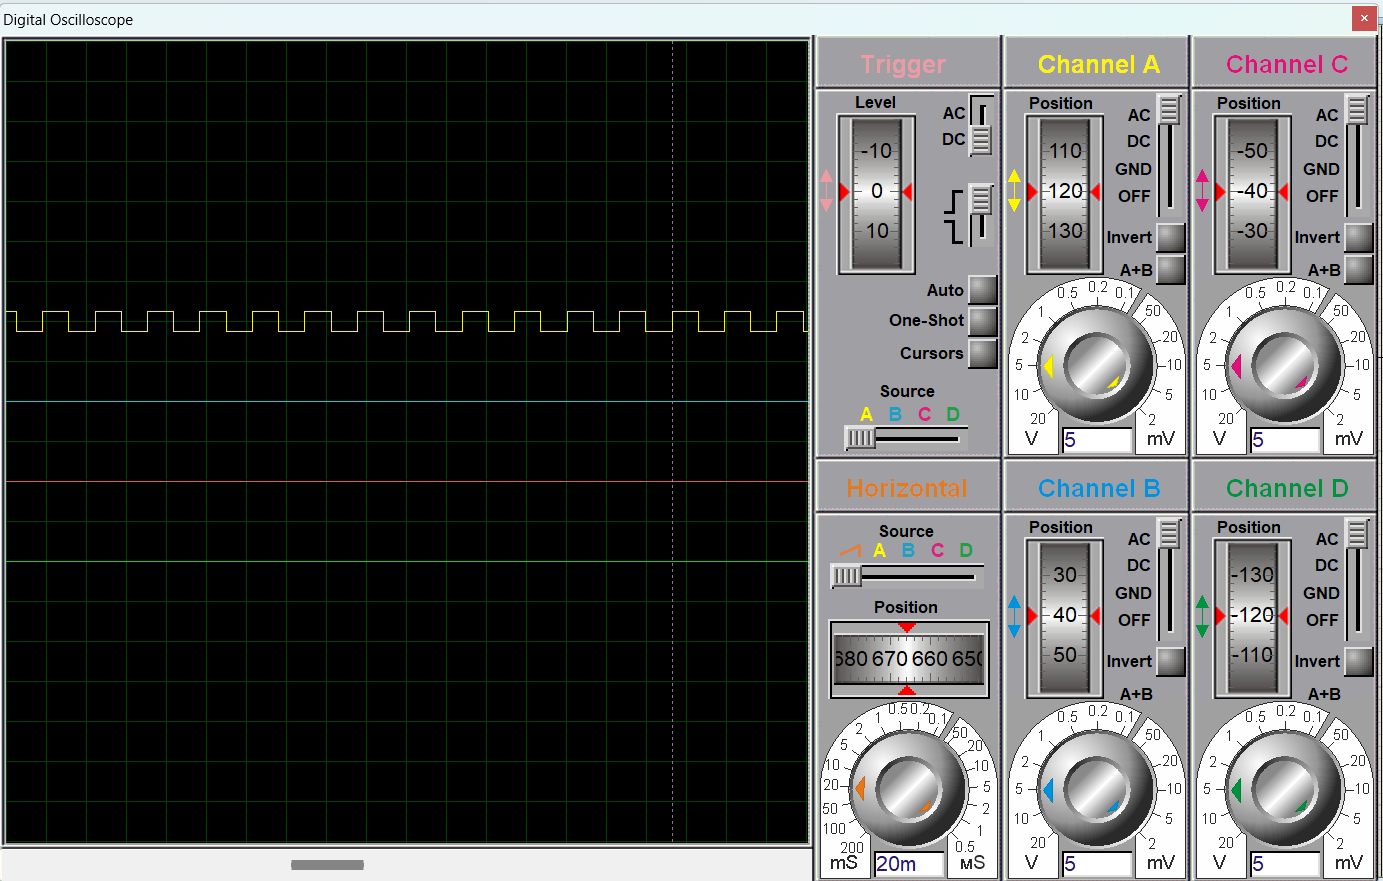 Digital Oscilloscope
×
Trigger
Level
-10
0
10
AC
DC
Auto
One-Shot
Cursors
Source
A B C D
Channel A
Position
110
120
130
AC
DC
GND
OFF
Invert
A+B
20 10 5 2 1 0.5 0.2 0.1 50 20 10 5 2
V
5
mV
Channel C
Position
-50
-40
-30
AC
DC
GND
OFF
Invert
A+B
20 10 5 2 1 0.5 0.2 0.1 50 20 10 5 2
V
5
mV
Horizontal
Source
A B C D
Position
680 670 660 650
200 100 50 20 10 5 2 1 0.5 0.2 0.1 50 20 10 5 2 1 0.5
mS
20m
мS
Channel B
Position
30
40
50
AC
DC
GND
OFF
Invert
A+B
20 10 5 2 1 0.5 0.2 0.1 50 20 10 5 2
V
5
mV
Channel D
Position
-130
-120
-110
AC
DC
GND
OFF
Invert
A+B
20 10 5 2 1 0.5 0.2 0.1 50 20 10 5 2
V
5
mV